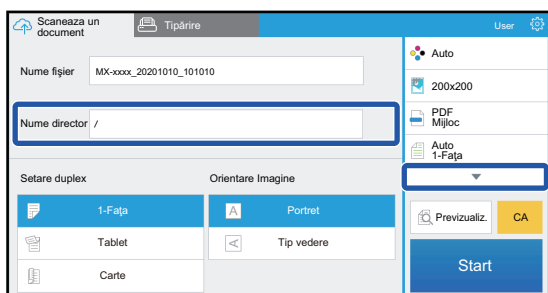 Scaneaza un
document
Tipărire
User
Nume fişier
MX-xxxx_20201010_101010
Nume director
/
Setare duplex
Orientare Imagine
1-Faţa
Portret
Tablet
Tip vedere
Carte
Auto
200x200
PDF
Mijloc
Auto
1-Faţa
Previzualiz.
CA
Start